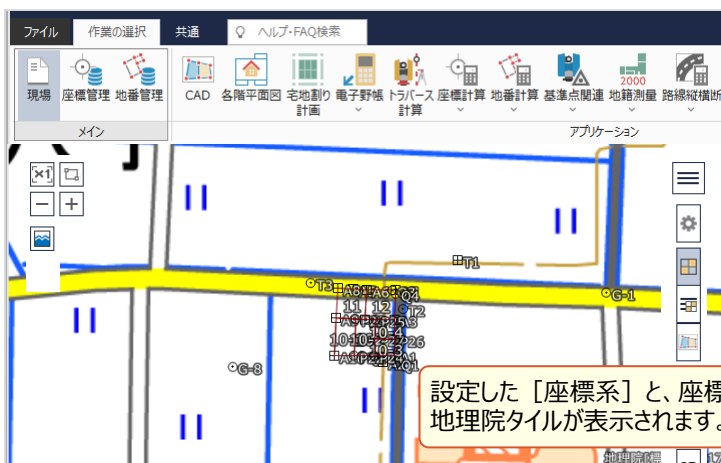 ファイル 作業の選択 共通 ヘルプ・FAQ検索
現場 座標管理 地番管理 CAD 各階平面図 宅地割り 電子野帳 トラバース 座標計算 地番計算 基準点関連 地籍測量 路線縦横断
計画 計算
2000
メイン アプリケーション
T1
T3
G-1
T2
11 12
G-8
設定した［座標系］と、座標
地理院タイルが表示されます。